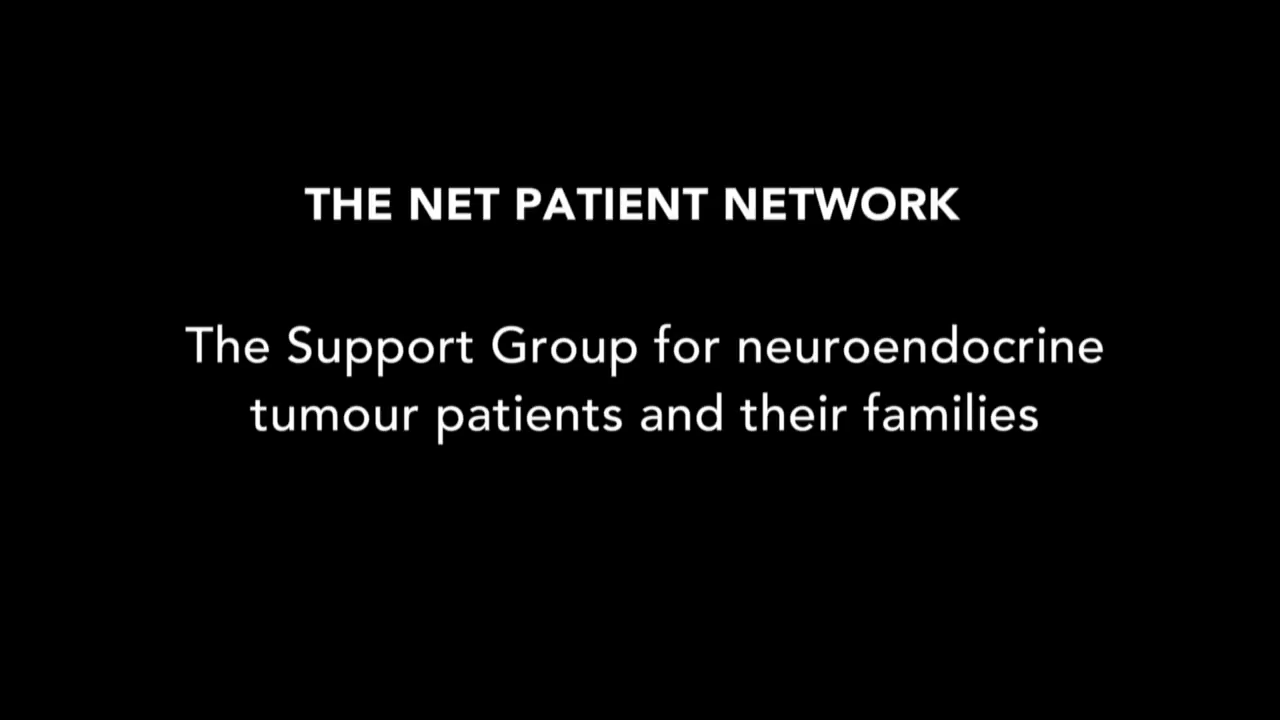 THE NET PATIENT NETWORK
The Support Group for neuroendocrine
tumour patients and their families